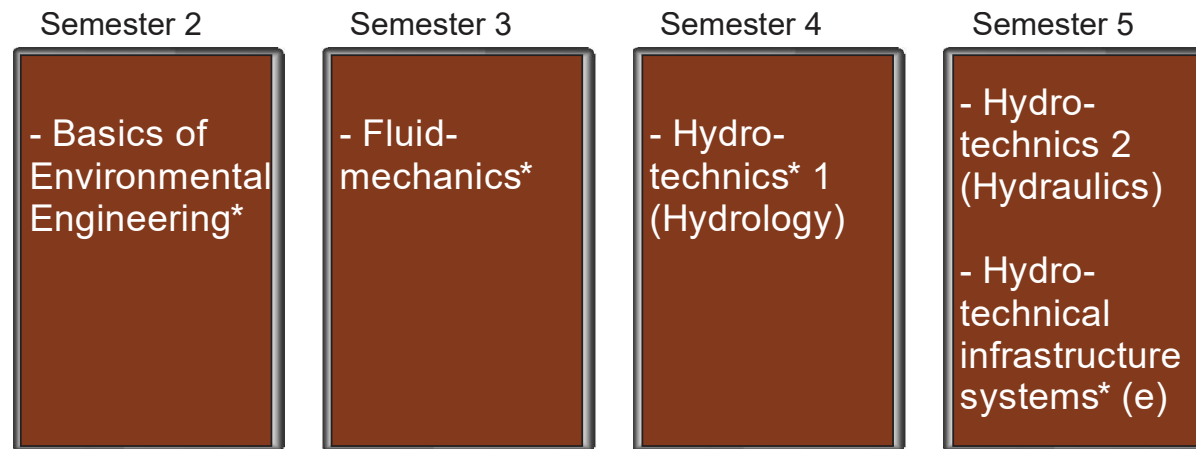 Semester 2
- Basics of
Environmental
Engineering*
Semester 3
- Fluid-
mechanics*
Semester 4
- Hydro-
technics* 1
(Hydrology)
Semester 5
- Hydro-
technics 2
(Hydraulics)
- Hydro-
technical
infrastructure
systems* (e)